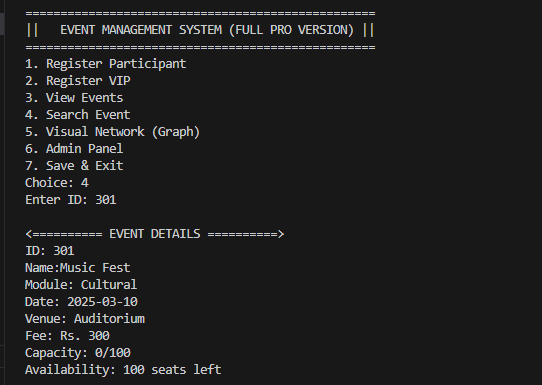 ==================================================
||   EVENT MANAGEMENT SYSTEM (FULL PRO VERSION) ||
==================================================
1. Register Participant
2. Register VIP
3. View Events
4. Search Event
5. Visual Network (Graph)
6. Admin Panel
7. Save & Exit
Choice: 4
Enter ID: 301

<========== EVENT DETAILS ==========>
ID: 301
Name:Music Fest
Module: Cultural
Date: 2025-03-10
Venue: Auditorium
Fee: Rs. 300
Capacity: 0/100
Availability: 100 seats left